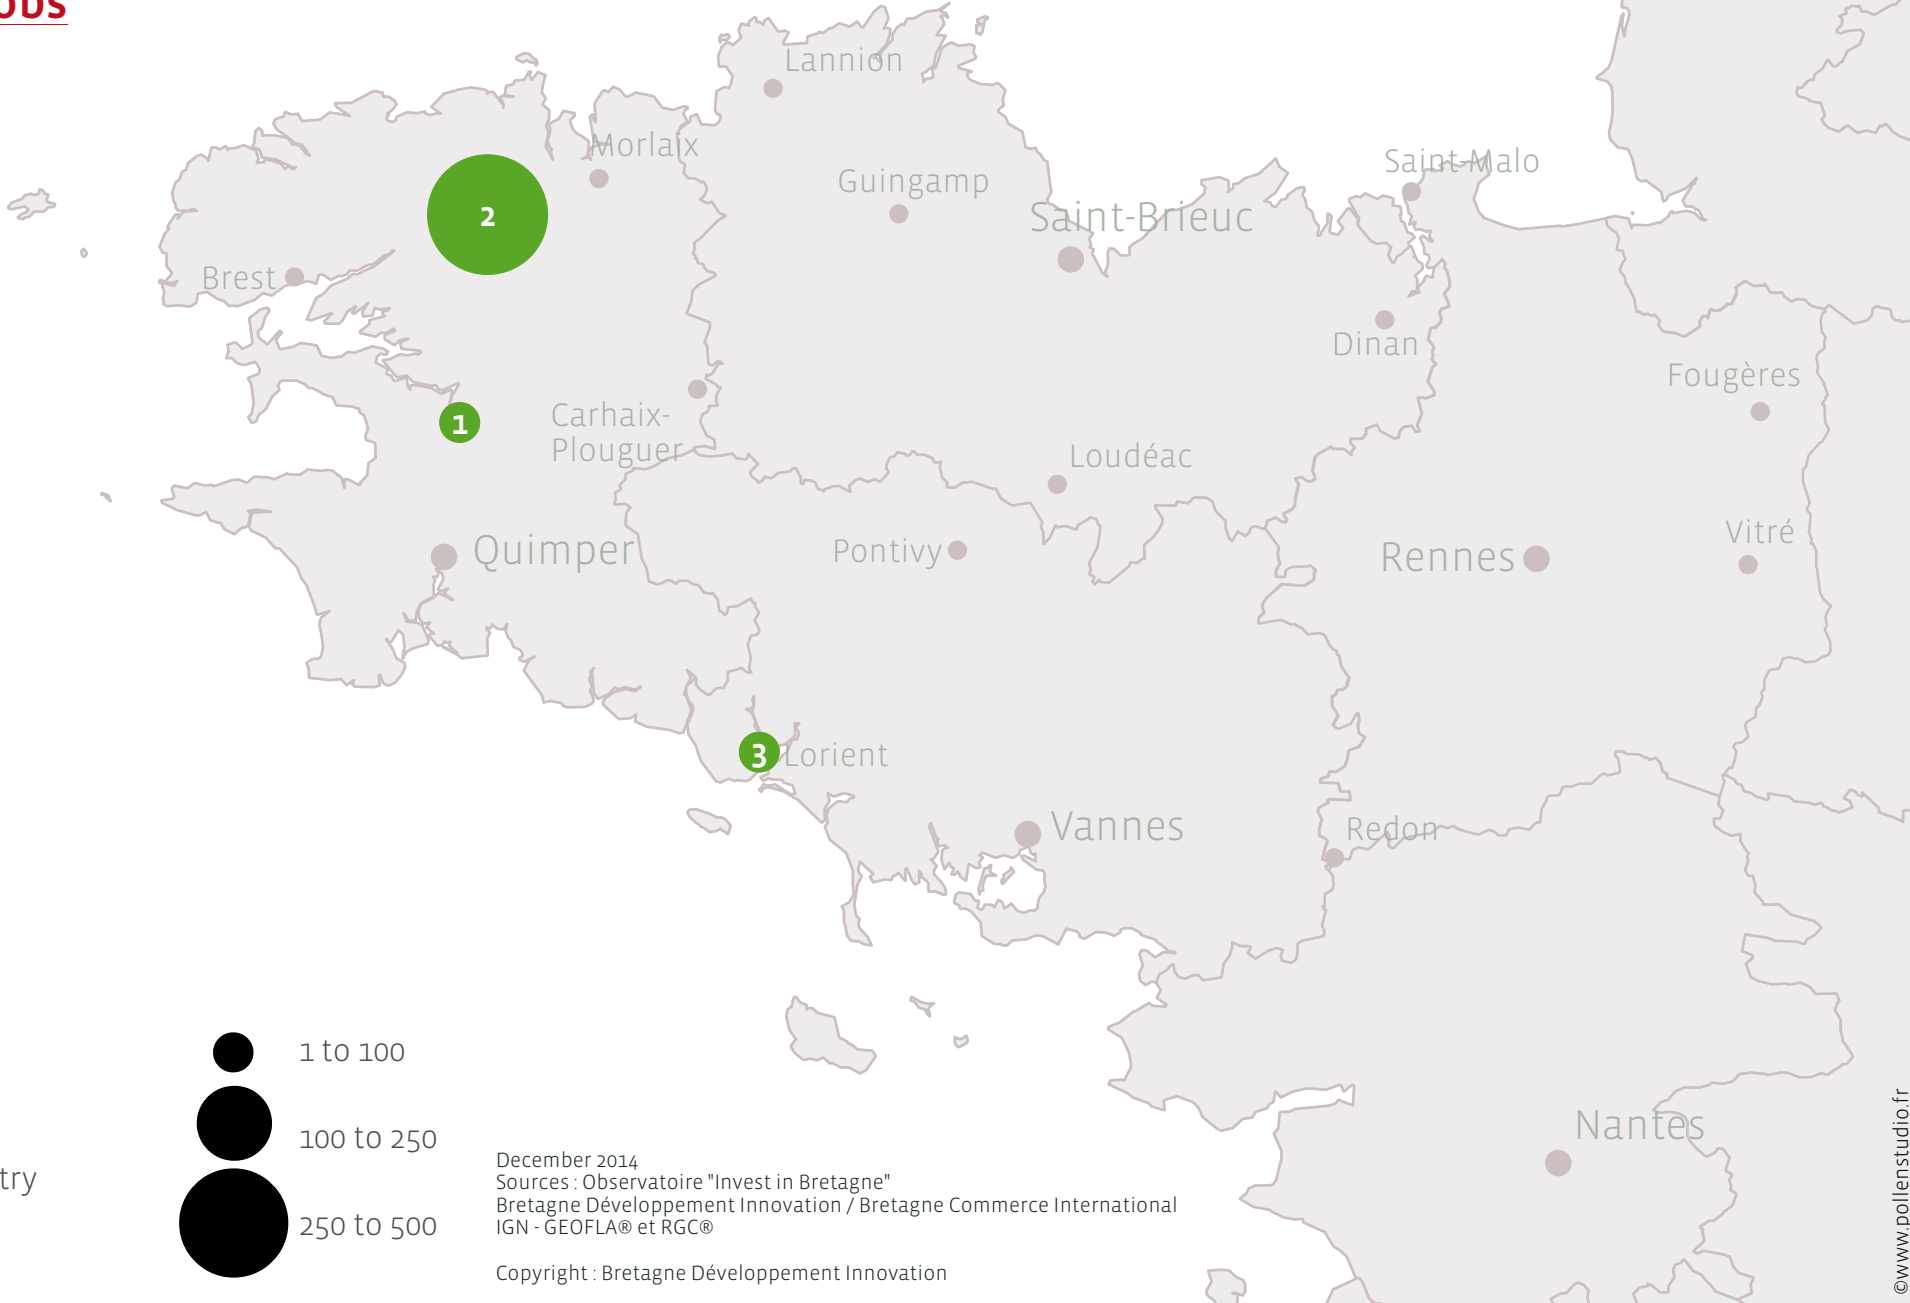 Lannion
Morlaix
Guingamp
Saint-Malo
Saint-Brieuc
2
Brest
Dinan
Fougères
1
Carhaix-
Plouguer
Loudéac
Quimper
Pontivy
Rennes
Vitré
3
Lorient
Vannes
Redon
Nantes
1 to 100
100 to 250
250 to 500
try
December 2014
Sources : Observatoire "Invest in Bretagne"
Bretagne Développement Innovation / Bretagne Commerce International
IGN - GEOFLA® et RGC®
Copyright : Bretagne Développement Innovation
©www.pollenstudio.fr